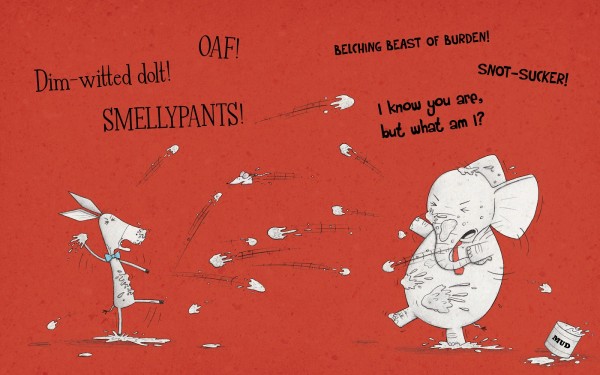 OAF!
Dim-witted dolt!
SMELLYPANTS!
BELCHING BEAST OF BURDEN!
SNOT-SUCKER!
I know you are,
but what am I?
MUD